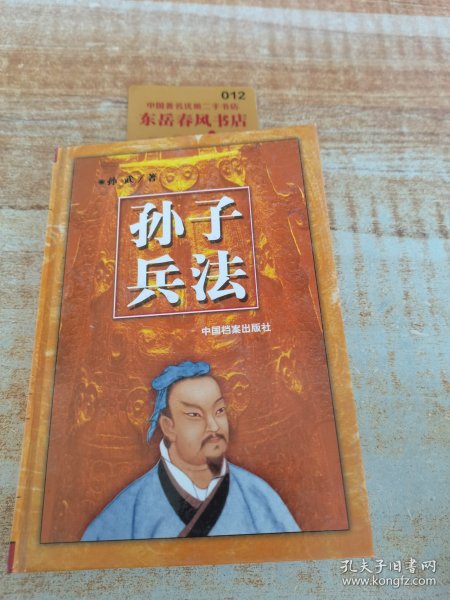 012
中国著名优质二手书店
东岳春风书店
孙 武/著
孙子
兵法
中国档案出版社
孔夫子旧书网
www.kongfz.com